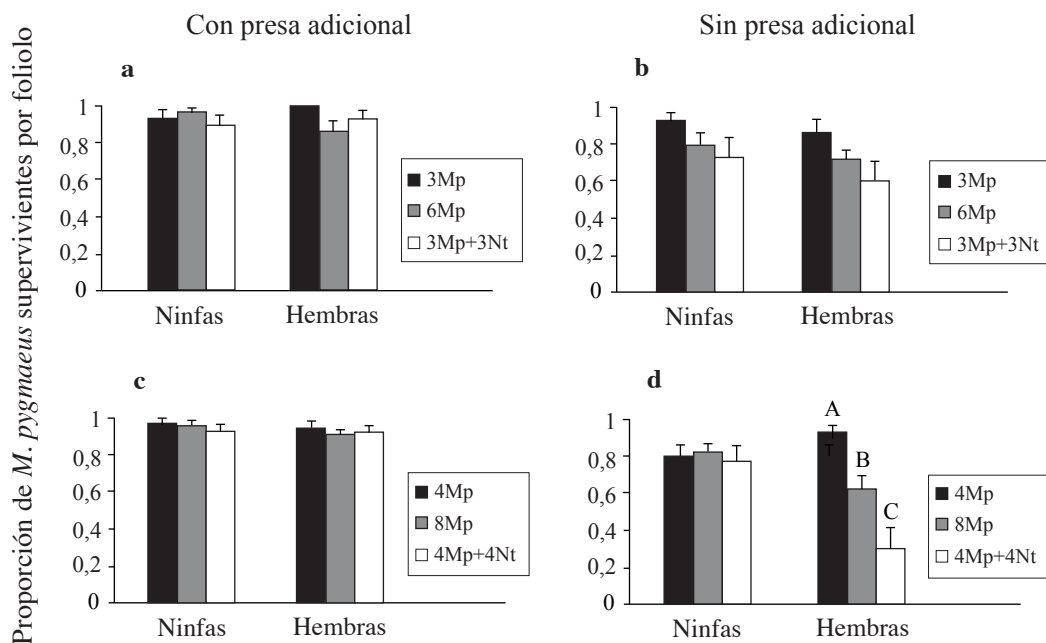 Proporción de M. pygmaeus supervivientes por foliolo
Con presa adicional
Sin presa adicional
a
1
0,8
0,6
0,4
0,2
0
Ninfas
Hembras
3Mp
6Mp
3Mp+3Nt
b
1
0,8
0,6
0,4
0,2
0
Ninfas
Hembras
3Mp
6Mp
3Mp+3Nt
c
1
0,8
0,6
0,4
0,2
0
Ninfas
Hembras
4Mp
8Mp
4Mp+4Nt
d
1
0,8
0,6
0,4
0,2
0
A
B
C
Ninfas
Hembras
4Mp
8Mp
4Mp+4Nt